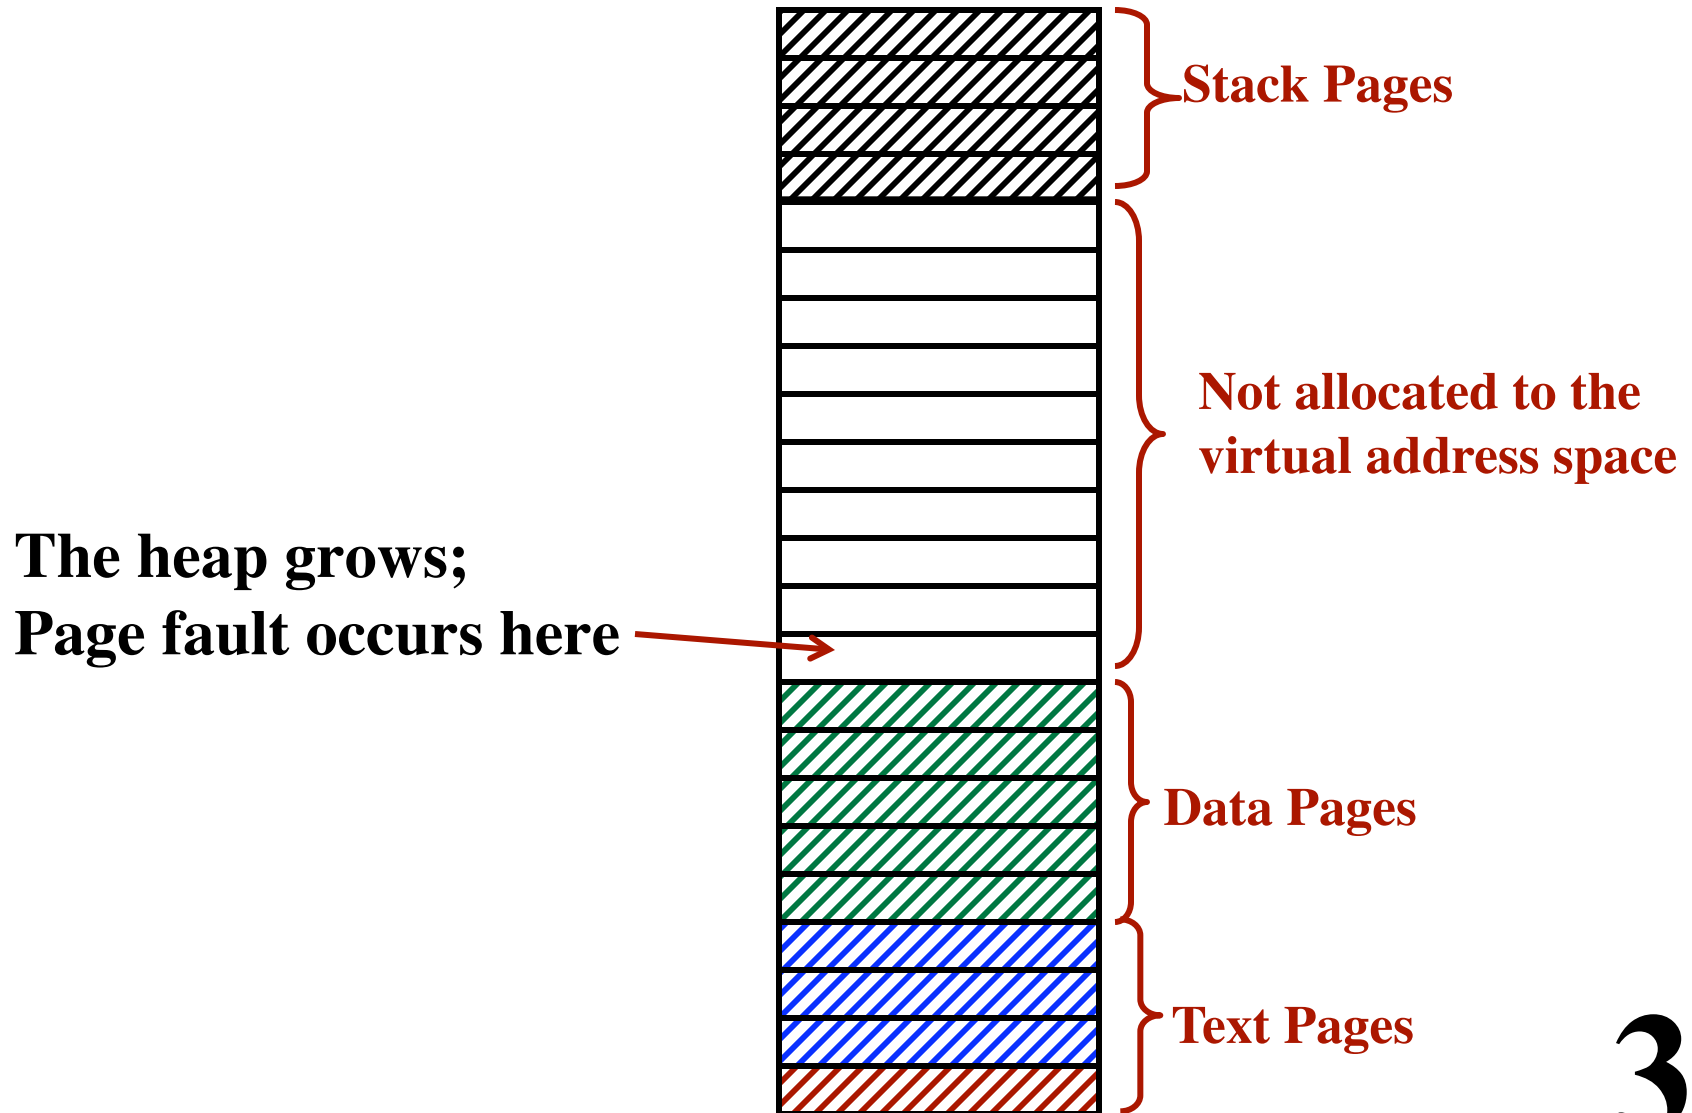 Stack Pages
Not allocated to the
virtual address space
The heap grows;
Page fault occurs here
Data Pages
Text Pages
3